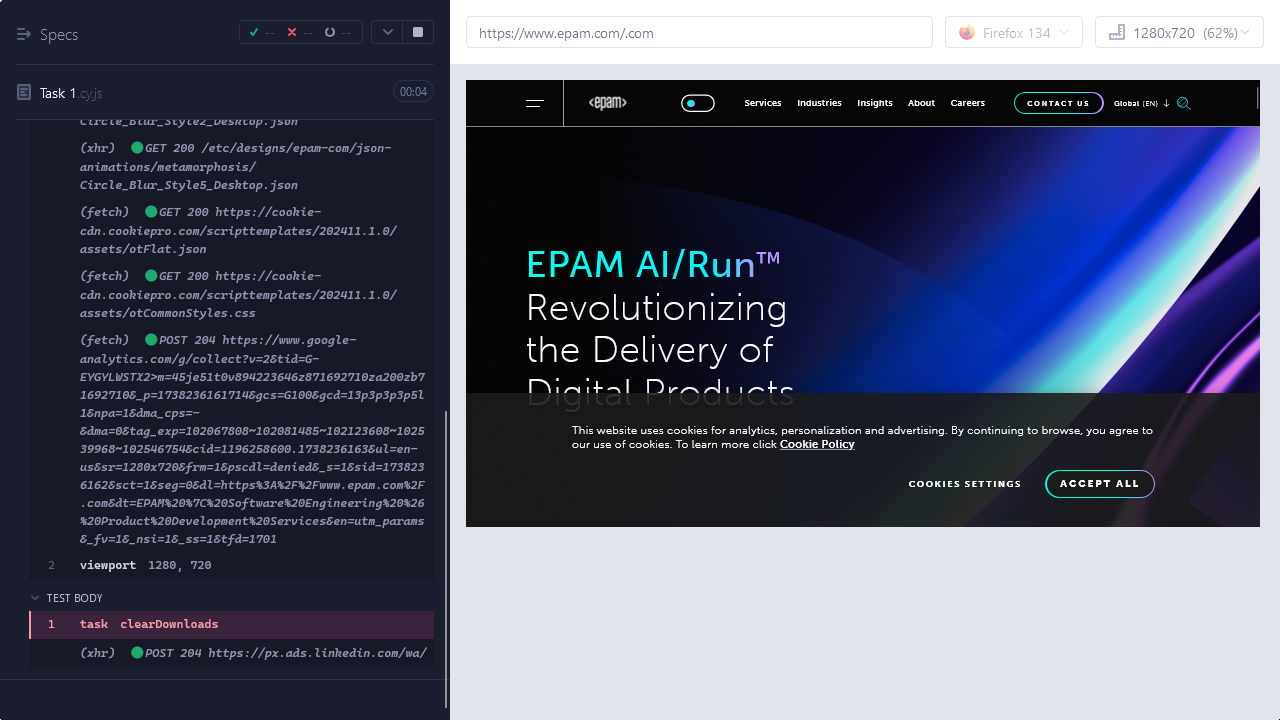 Specs
--
--
--
https://www.epam.com/.com
Firefox 134
1280x720 (62%)
Task 1.cy.js
00:04
Circle_Blur_Style2_Desktop.json
(xhr) GET 200 /etc/designs/epam-com/json-
animations/metamorphosis/
Circle_Blur_Style5_Desktop.json
(fetch) GET 200 https://cookie-
cdn.cookiepro.com/scripttemplates/202411.1.0/
assets/otFlat.json
(fetch) GET 200 https://cookie-
cdn.cookiepro.com/scripttemplates/202411.1.0/
assets/otCommonStyles.css
(fetch) POST 204 https://www.google-
analytics.com/g/collect?v=2&tid=G-
EYGYLWSTX2>m=45je51t0v894223646z871692710za200zb7
1692710&_p=1738236161714&gcs=G100&gcd=13p3p3p3p5l
1&npa=1&dma_cps=-
&dma=0&tag_exp=102067808~102081485~102123608~1025
39968~102546754&cid=1196258600.1738236163&ul=en-
us&sr=1280x720&frm=1&pscdl=denied&_s=1&sid=173823
6162&sct=1&seg=0&dl=https%3A%2F%2Fwww.epam.com%2F
.com&dt=EPAM%20%7C%20Software%20Engineering%20%26
%20Product%20Development%20Services&en=utm_params
&_fv=1&_nsi=1&_ss=1&tfd=1701
2 viewport 1280, 720
TEST BODY
1 task clearDownloads
(xhr) POST 204 https://px.ads.linkedin.com/wa/
<epam>
Services Industries Insights About Careers
CONTACT US
Global (EN)
EPAM AI/Run™
Revolutionizing
the Delivery of
Digital Products
This website uses cookies for analytics, personalization and advertising. By continuing to browse, you agree to
our use of cookies. To learn more click Cookie Policy
COOKIES SETTINGS
ACCEPT ALL